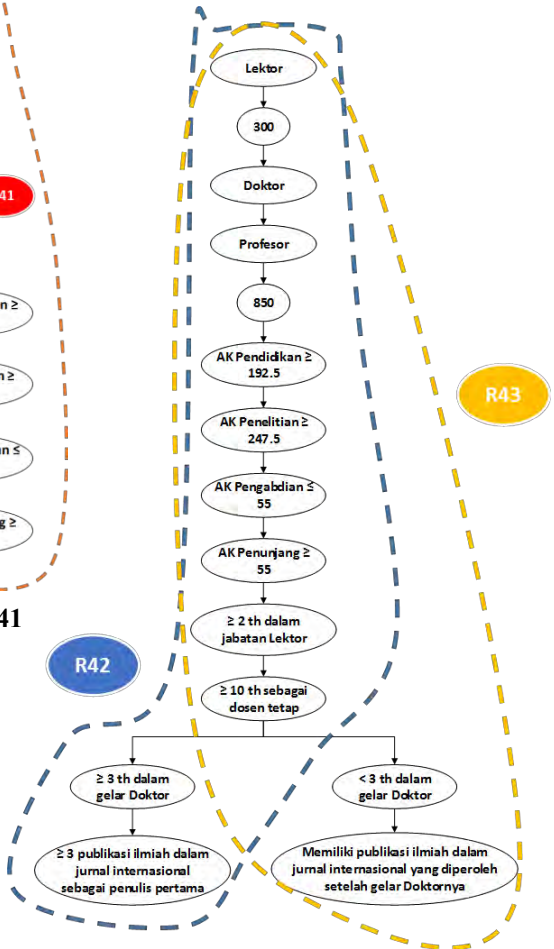 Lektor
300
Doktor
Profesor
850
AK Pendidikan ≥
192.5
AK Penelitian ≥
247.5
AK Pengabdian ≤
55
AK Penunjang ≥
55
≥ 2 th dalam
jabatan Lektor
≥ 10 th sebagai
dosen tetap
≥ 3 th dalam
gelar Doktor
< 3 th dalam
gelar Doktor
≥ 3 publikasi ilmiah dalam
jurnal internasional
sebagai penulis pertama
Memiliki publikasi ilmiah dalam
jurnal internasional yang diperoleh
setelah gelar Doktornya
R42
R43
41
n ≥
n ≥
n ≤
g ≥
41